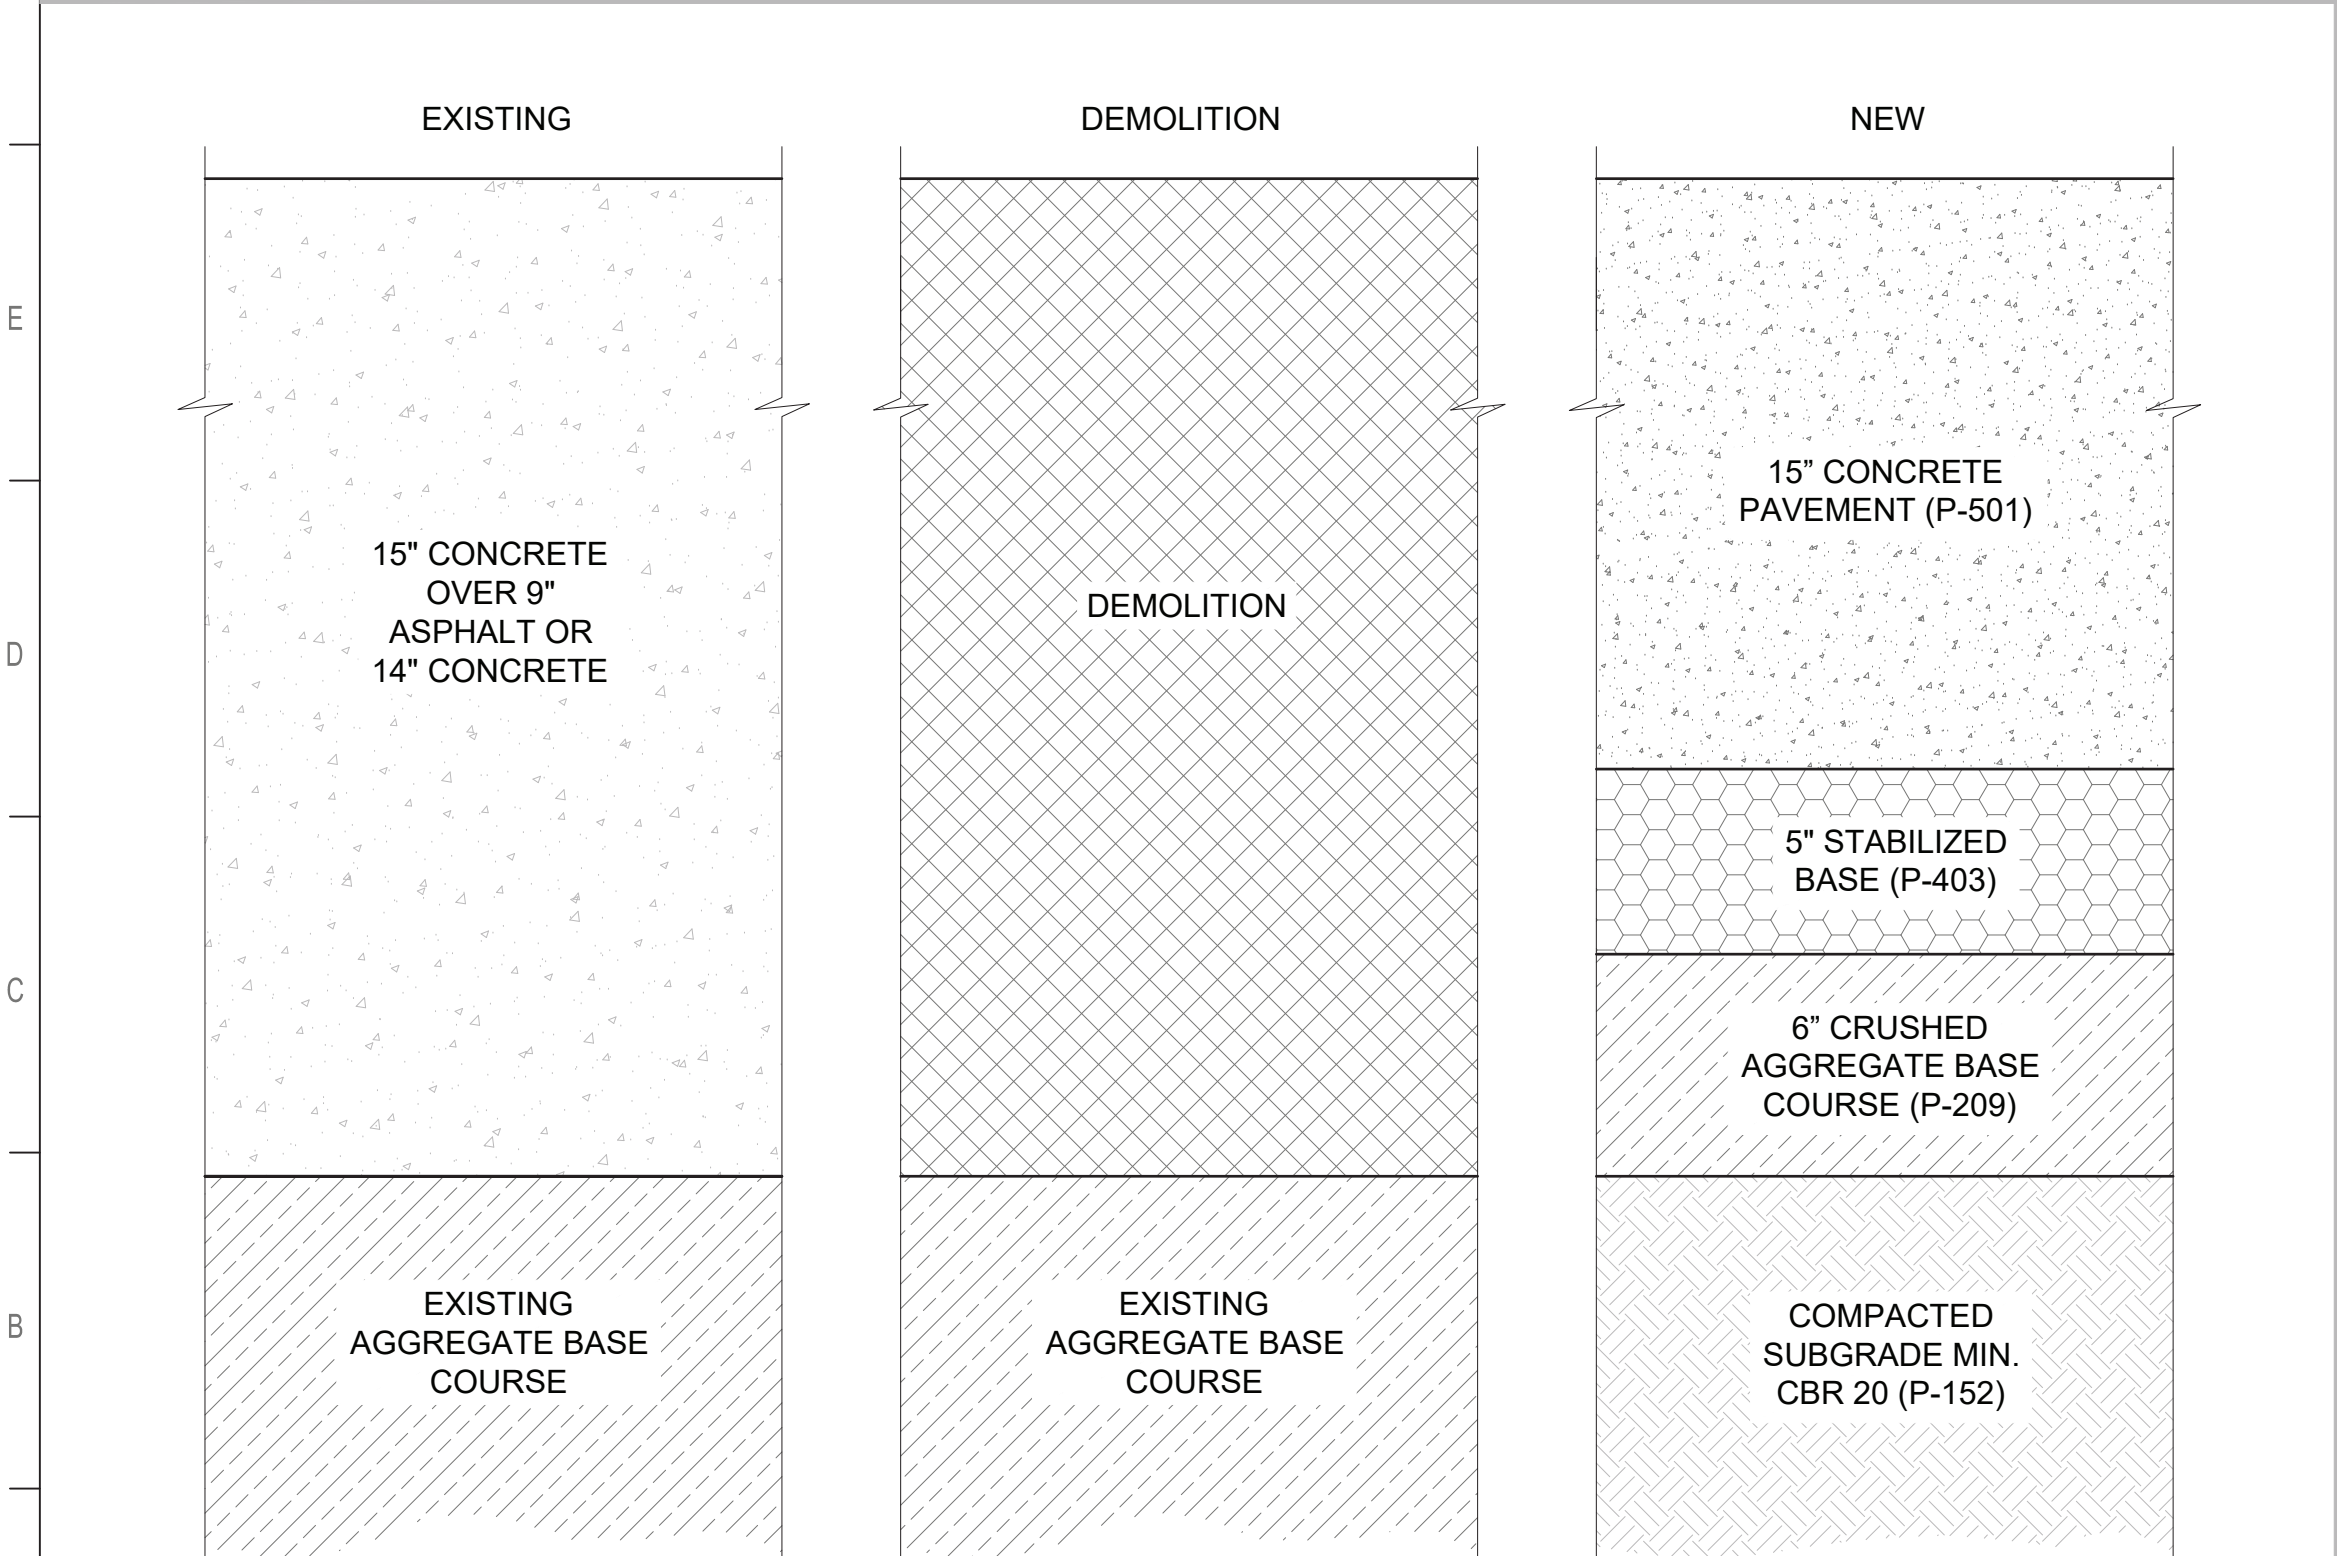 EXISTING
DEMOLITION
NEW
E
D
C
B
15" CONCRETE
OVER 9"
ASPHALT OR
14" CONCRETE
EXISTING
AGGREGATE BASE
COURSE
DEMOLITION
EXISTING
AGGREGATE BASE
COURSE
15” CONCRETE
PAVEMENT (P-501)
5" STABILIZED
BASE (P-403)
6” CRUSHED
AGGREGATE BASE
COURSE (P-209)
COMPACTED
SUBGRADE MIN.
CBR 20 (P-152)